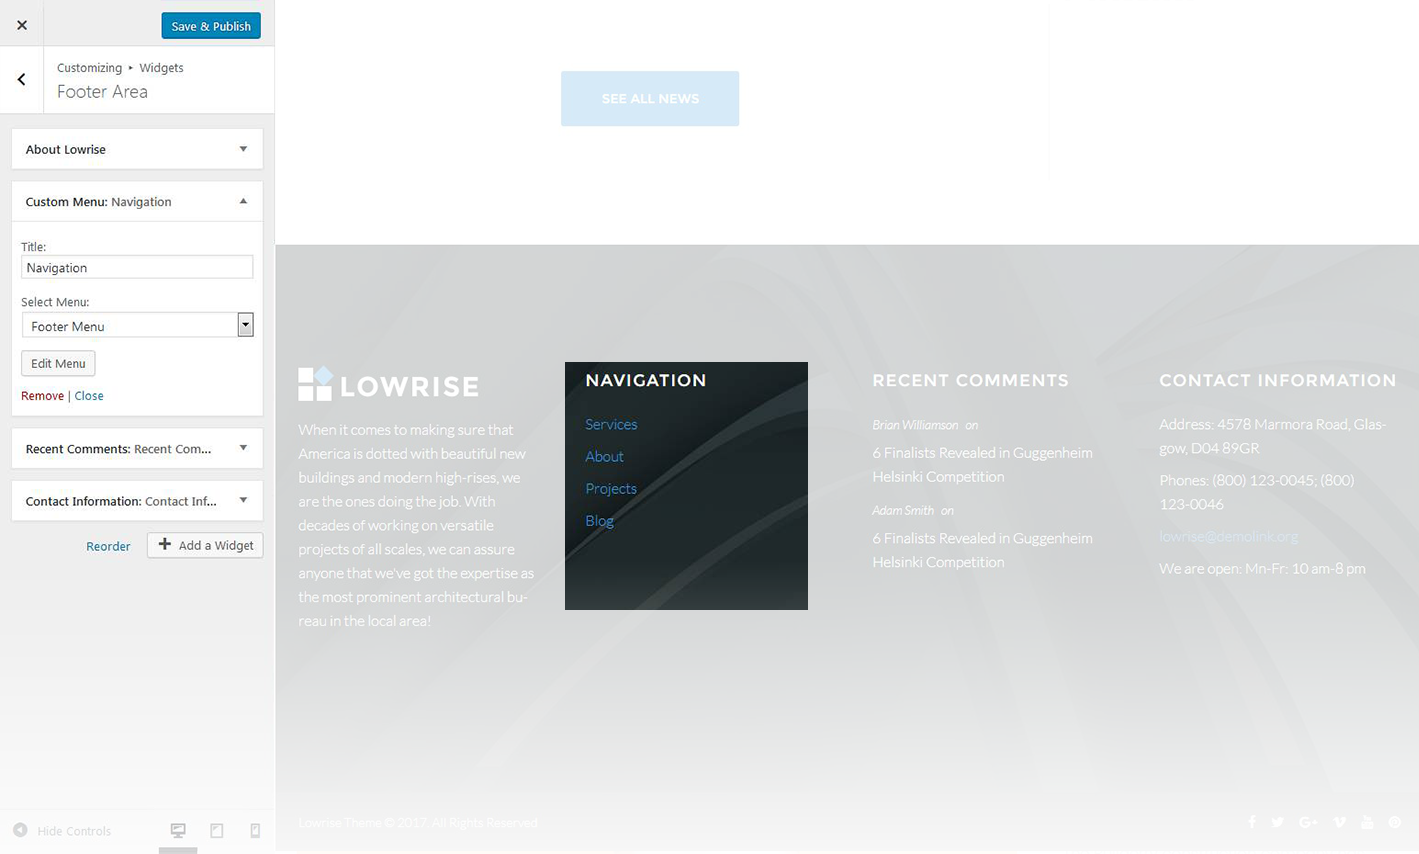 Save & Publish
Customizing ▸ Widgets
Footer Area
About Lowrise
Custom Menu: Navigation
Title:
Navigation
Select Menu:
Footer Menu
Edit Menu
Remove | Close
Recent Comments: Recent Com...
Contact Information: Contact Inf...
Reorder
Add a Widget
Hide Controls
SEE ALL NEWS
LOWRISE
When it comes to making sure that
America is dotted with beautiful new
buildings and modern high-rises, we
are the ones doing the job. With
decades of working on versatile
projects of all scales, we can assure
anyone that we've got the expertise as
the most prominent architectural bu-
reau in the local area!
NAVIGATION
Services
About
Projects
Blog
RECENT COMMENTS
Brian Williamson on
6 Finalists Revealed in Guggenheim
Helsinki Competition
Adam Smith on
6 Finalists Revealed in Guggenheim
Helsinki Competition
CONTACT INFORMATION
Address: 4578 Marmora Road, Glas-
gow, D04 89GR
Phones: (800) 123-0045; (800)
123-0046
lowrise@demolink.org
We are open: Mn-Fr: 10 am-8 pm
Lowrise Theme © 2017. All Rights Reserved